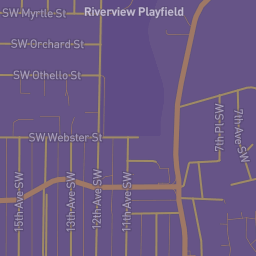 SW Myrtle St
Riverview Playfield
SW Orchard St
SW Othello St
SW Webster St
7th Pl SW
7th Ave SW
15th Ave SW
13th Ave SW
12th Ave SW
11th Ave SW